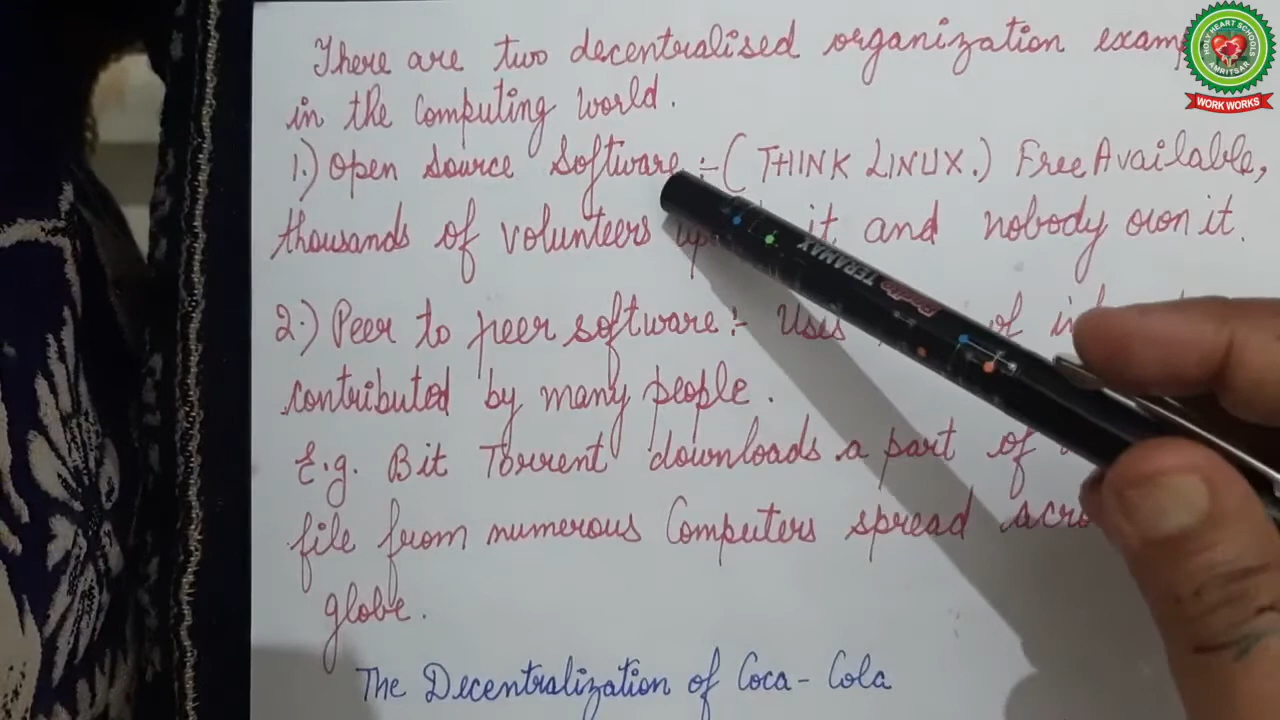 There are two decentralised organization exam
in the Computing world.
1.) Open source Software :- ( THINK LINUX.) Free Available,
thousands of volunteers it and nobody own it.
2.) Peer to peer software :- Uses of
contributed by many people.
E.g. Bit Torrent downloads a part of
file from numerous Computers spread acro
globe.
The Decentralization of Coca-Cola
HOLY HEART SCHOOLS
AMRITSAR
WORK WORKS
TERAMAX